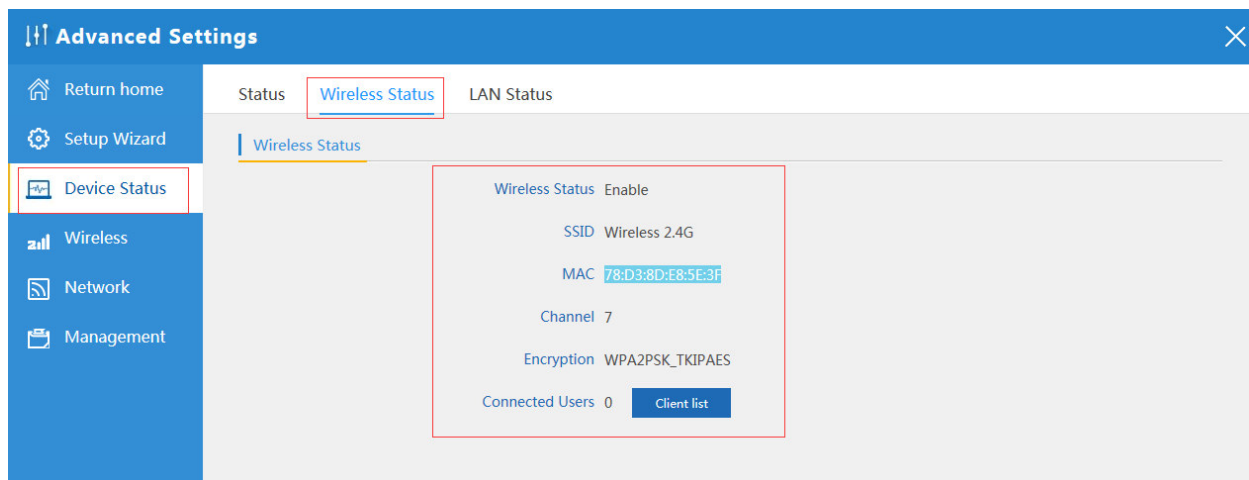 Advanced Settings
Return home
Setup Wizard
Device Status
Wireless
Network
Management
Status Wireless Status LAN Status
Wireless Status
Wireless Status Enable
SSID Wireless 2.4G
MAC 78:D3:8D:E8:5E:3F
Channel 7
Encryption WPA2PSK_TKIPAES
Connected Users 0 Client list